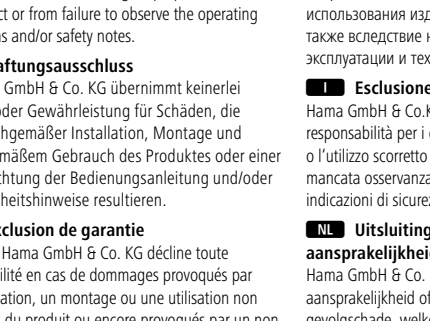 ct or from failure to observe the operating
s and/or safety notes.
aftungsausschluss
GmbH & Co. KG übernimmt keinerlei
oder Gewährleistung für Schäden, die
hgemäßer Installation, Montage und
mäßem Gebrauch des Produktes oder einer
chtung der Bedienungsanleitung und/oder
heitshinweise resultieren.
xclusion de garantie
Hama GmbH & Co. KG décline toute
ilité en cas de dommages provoqués par
ation, un montage ou une utilisation non
du produit ou encore provoqués par un non
использования изд
также вследствие н
эксплуатации и тех
I Esclusione
Hama GmbH & Co.K
responsabilità per i
o l'utilizzo scorretto
mancata osservanza
indicazioni di sicurez
NL Uitsluiting
aansprakelijkheid
Hama GmbH & Co.
aansprakelijkheid of
gevolgschade, welke